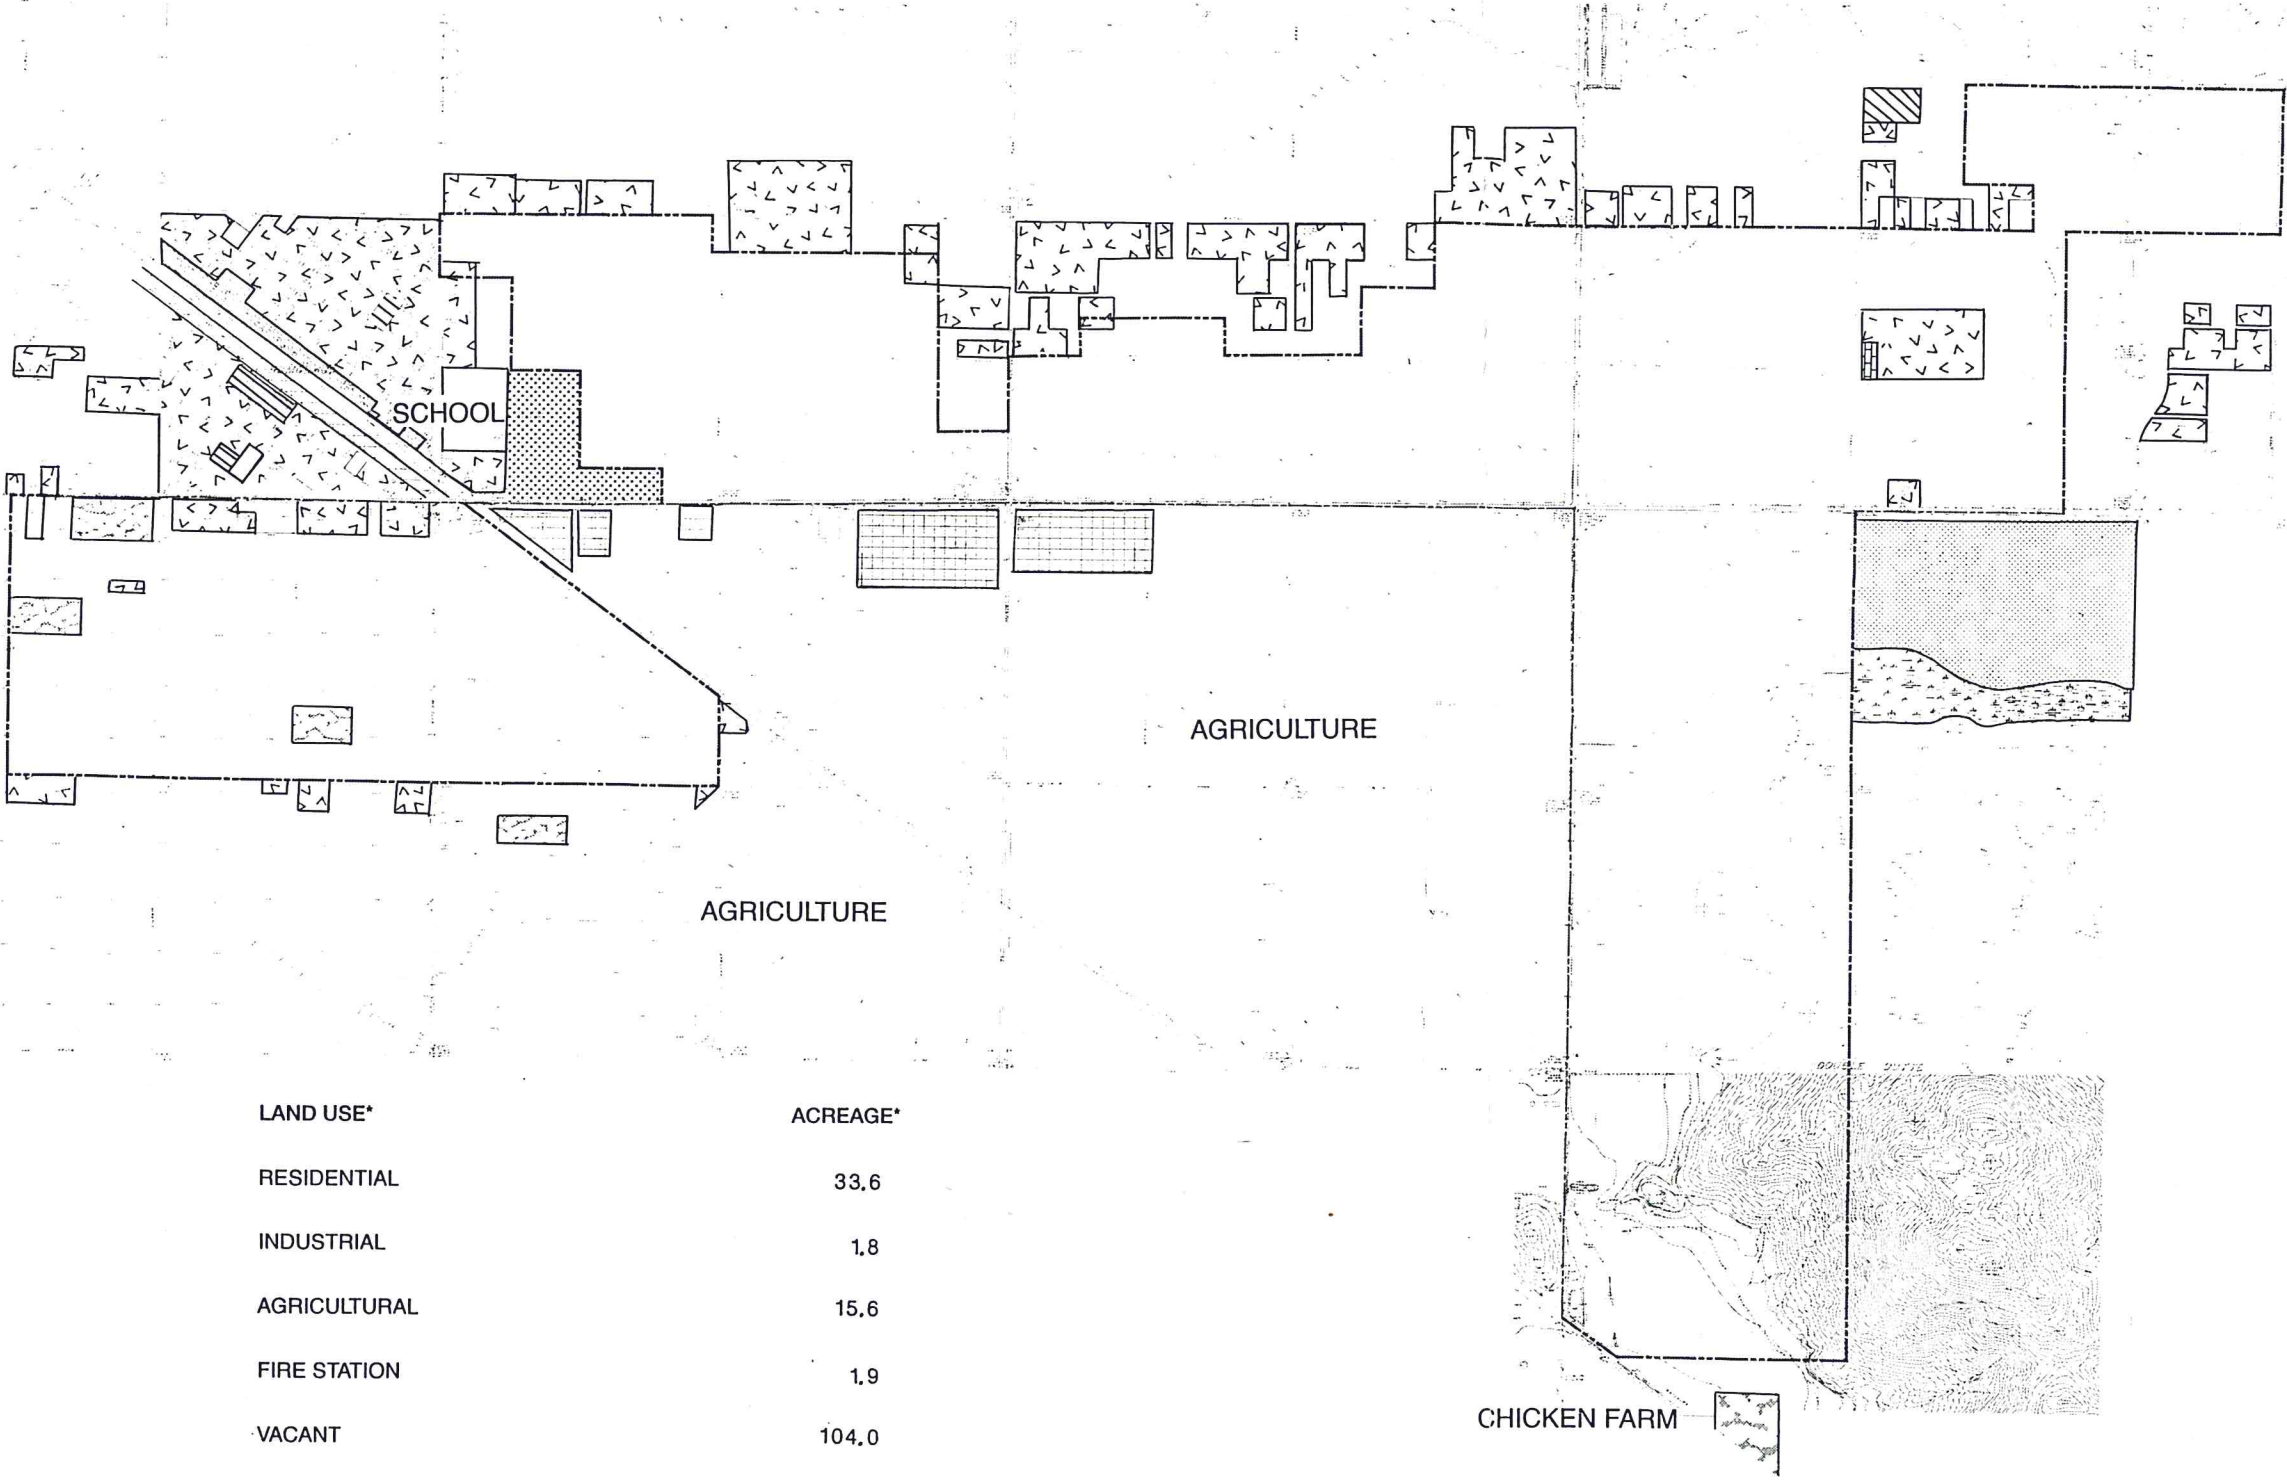 SCHOOL
AGRICULTURE
AGRICULTURE
LAND USE* ACREAGE*
RESIDENTIAL 33.6
INDUSTRIAL 1.8
AGRICULTURAL 15.6
FIRE STATION 1.9
VACANT 104.0
CHICKEN FARM